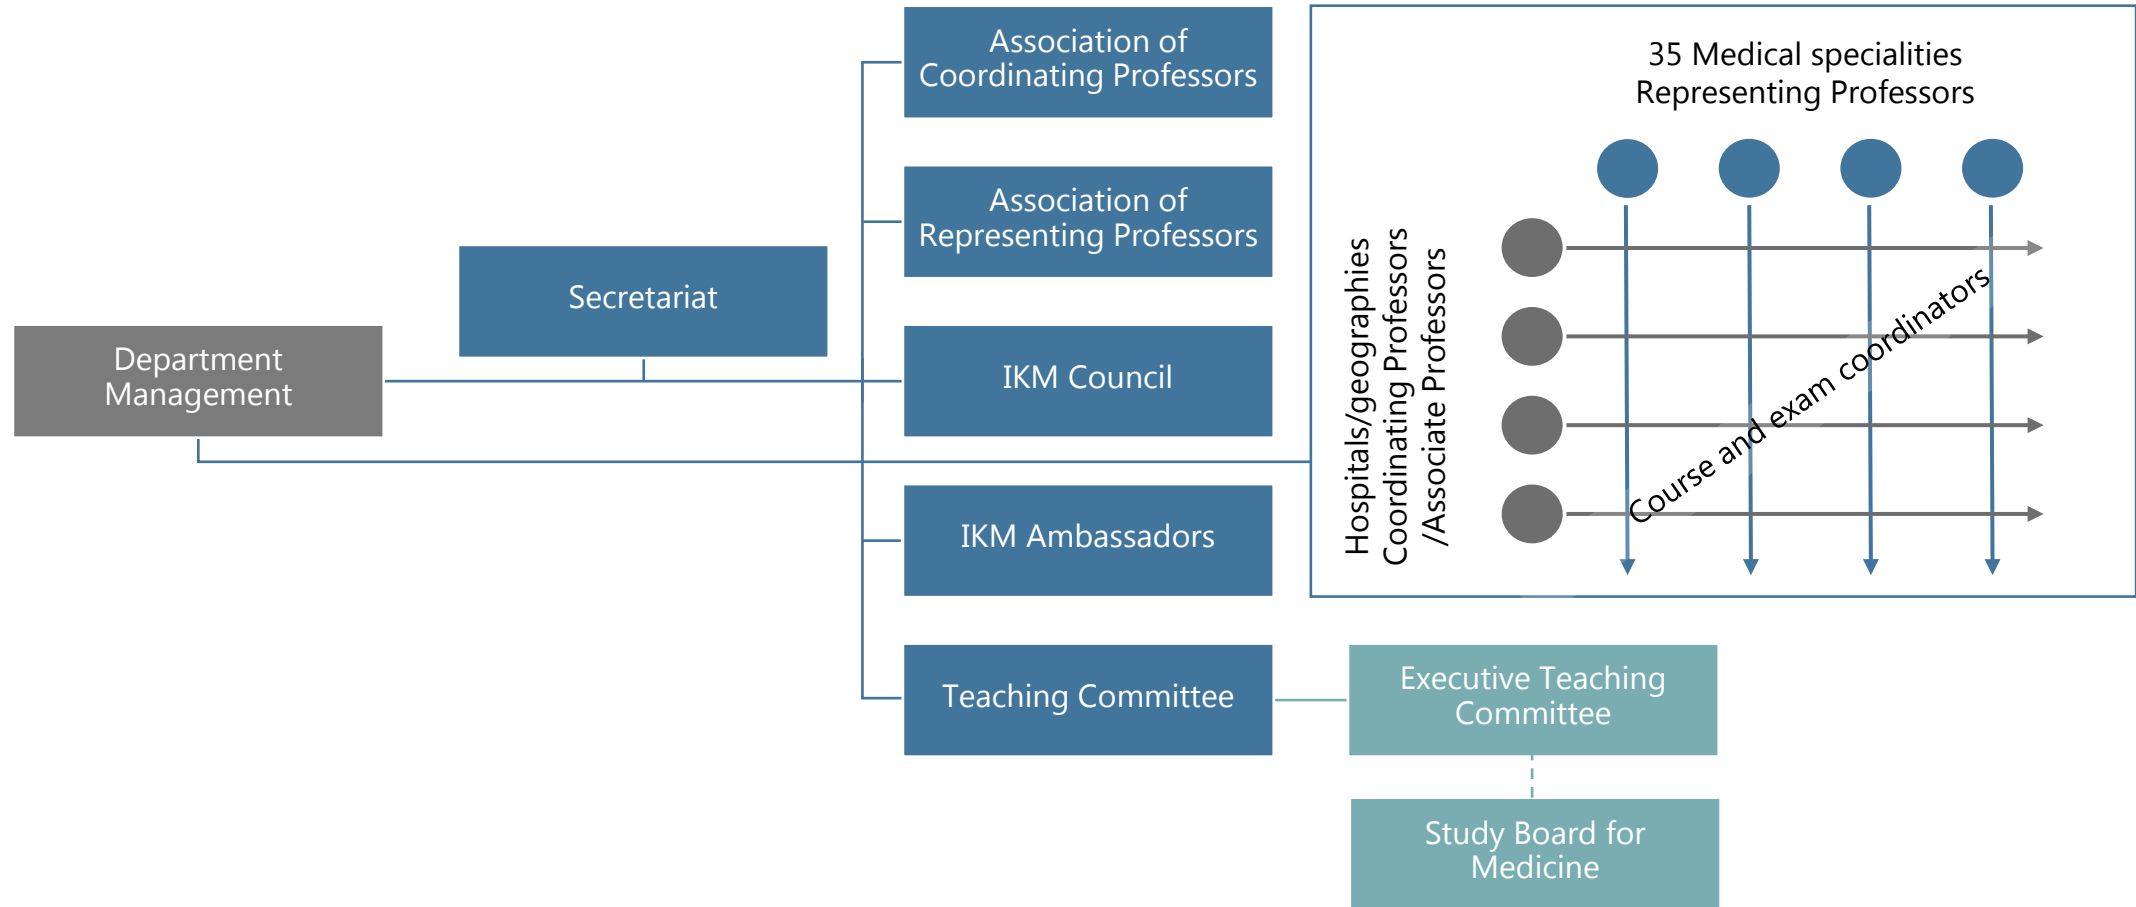 Association of
Coordinating Professors
Association of
Representing Professors
Secretariat
Department
Management
IKM Council
IKM Ambassadors
Teaching Committee
Executive Teaching
Committee
Study Board for
Medicine
35 Medical specialities
Representing Professors
Hospitals/geographies
Coordinating Professors
/Associate Professors
Course and exam coordinators